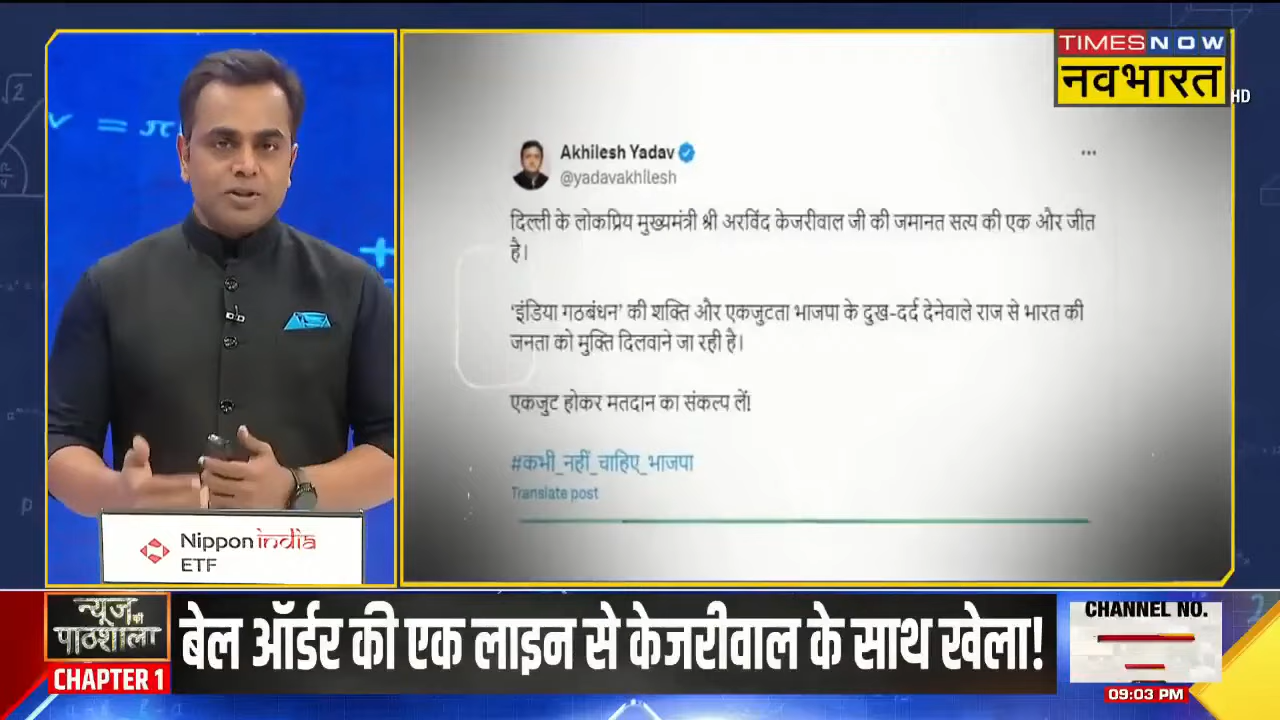 TIMES NOW
नवभारत
HD
Akhilesh Yadav
@yadavakhilesh
दिल्ली के लोकप्रिय मुख्यमंत्री श्री अरविंद केजरीवाल जी की जमानत सत्य की एक और जीत
है।
‘इंडिया गठबंधन’ की शक्ति और एकजुटता भाजपा के दुख-दर्द देनेवाले राज से भारत की
जनता को मुक्ति दिलवाने जा रही है।
एकजुट होकर मतदान का संकल्प लें!
#कभी_नहीं_चाहिए_भाजपा
Translate post
Nippon india
ETF
न्यूज़ की
पाठशाला
CHAPTER 1
बेल ऑर्डर की एक लाइन से केजरीवाल के साथ खेला!
CHANNEL NO.
09:03 PM